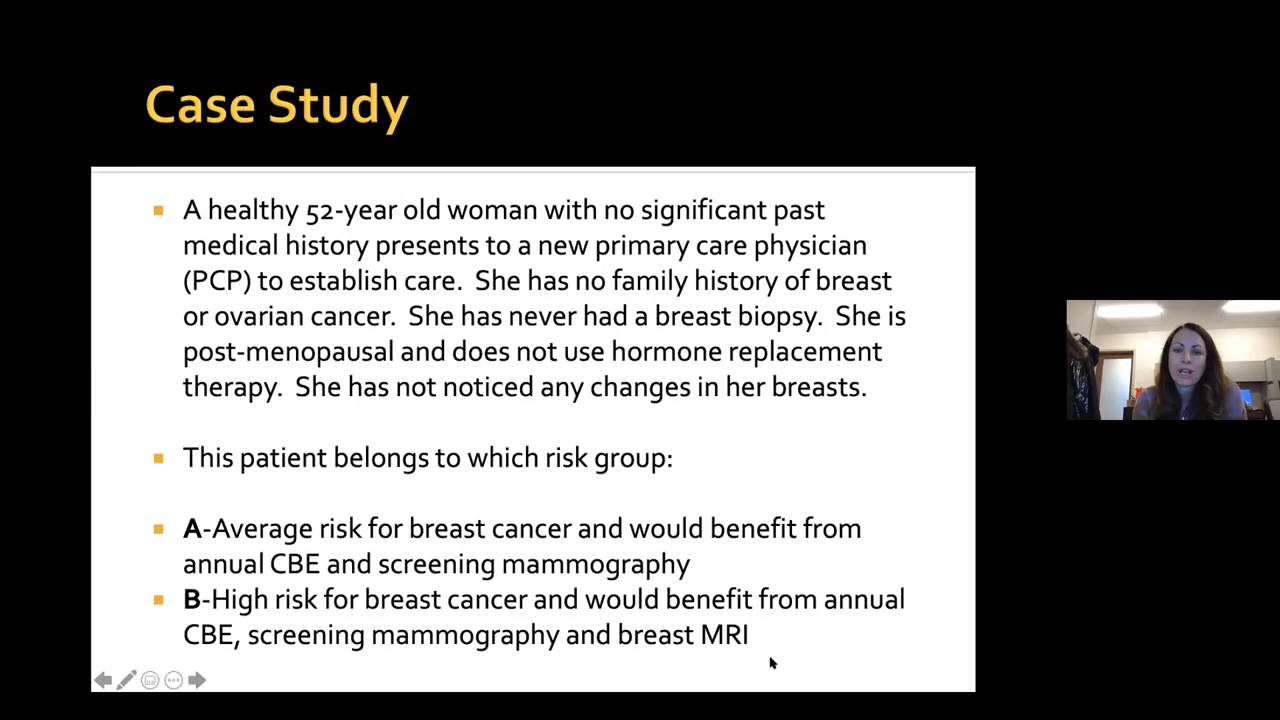 Case Study
A healthy 52-year old woman with no significant past
medical history presents to a new primary care physician
(PCP) to establish care.  She has no family history of breast
or ovarian cancer.  She has never had a breast biopsy.  She is
post-menopausal and does not use hormone replacement
therapy.  She has not noticed any changes in her breasts.
This patient belongs to which risk group:
A-Average risk for breast cancer and would benefit from
annual CBE and screening mammography
B-High risk for breast cancer and would benefit from annual
CBE, screening mammography and breast MRI